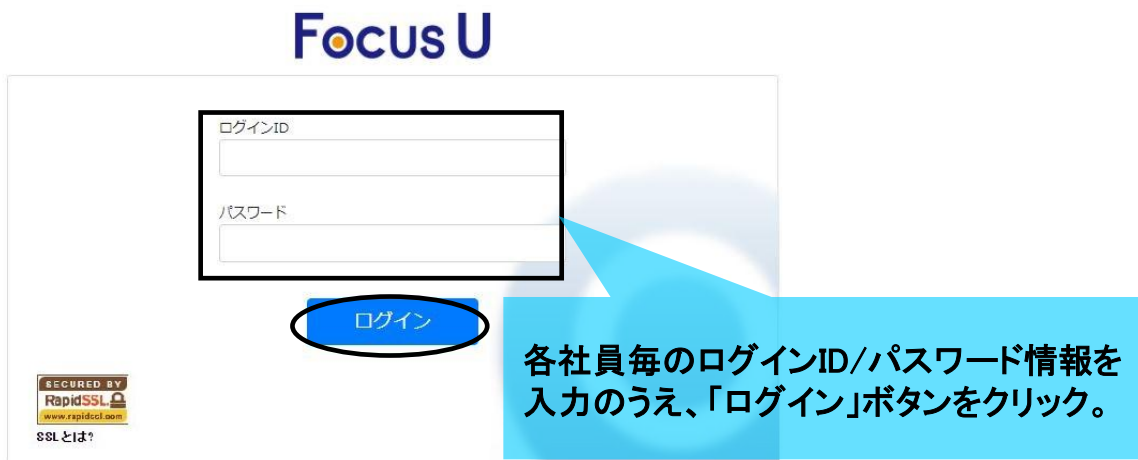 Focus U
ログインID
パスワード
ログイン
各社員毎のログインID/パスワード情報を
入力のうえ、「ログイン」ボタンをクリック。
SECURED BY
RapidSSL
www.rapidssl.com
SSLとは?